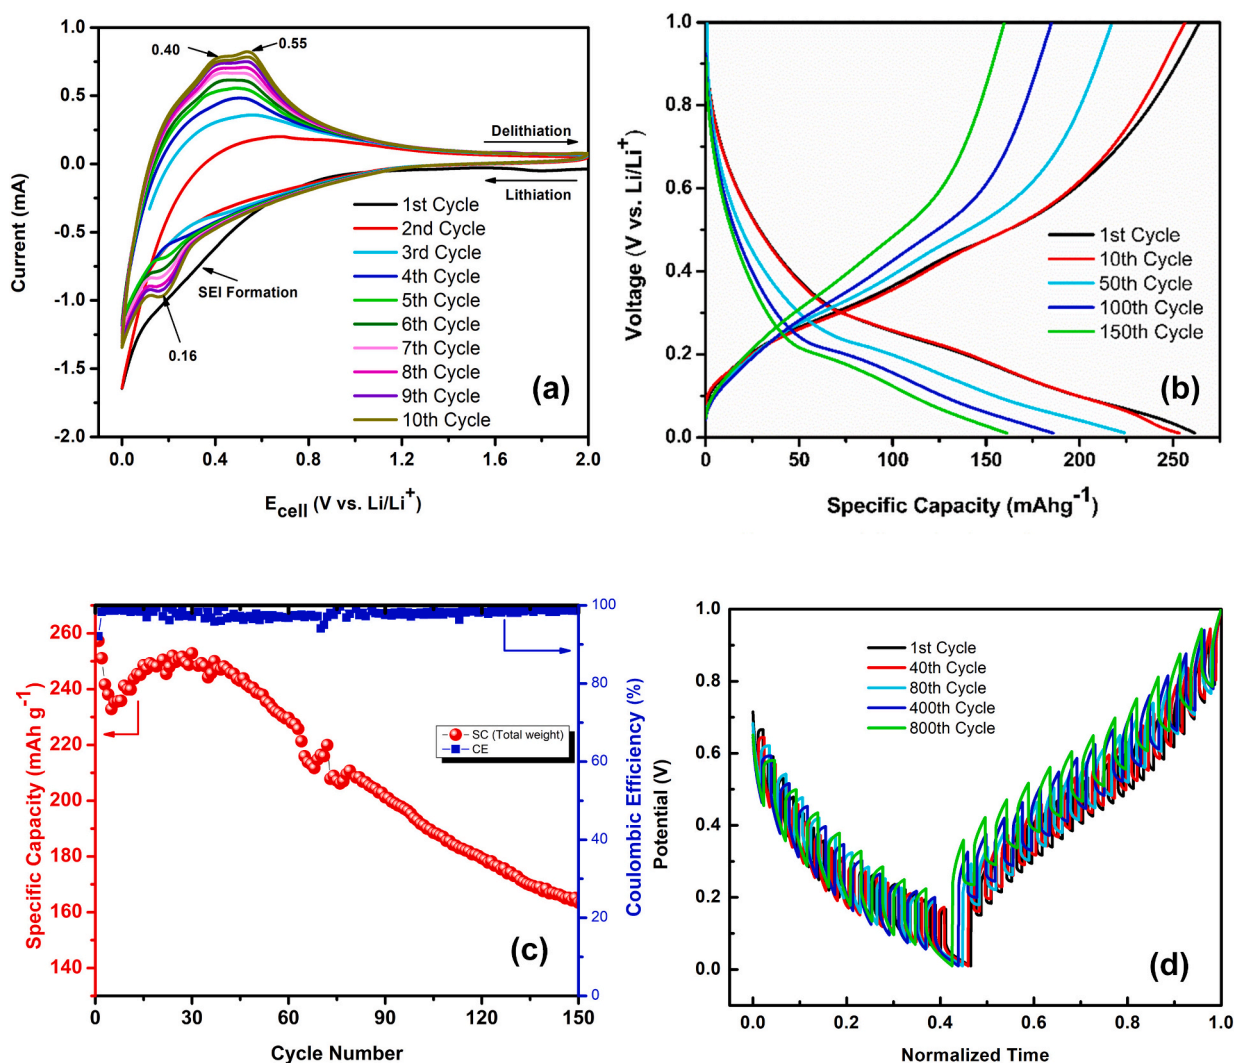 1.0
0.5
0.0
-0.5
-1.0
-1.5
-2.0
Current (mA)
0.40
0.55
Delithiation
Lithiation
SEI Formation
0.16
1st Cycle
2nd Cycle
3rd Cycle
4th Cycle
5th Cycle
6th Cycle
7th Cycle
8th Cycle
9th Cycle
10th Cycle
(a)
0.0 0.4 0.8 1.2 1.6 2.0
Ecell (V vs. Li/Li+)
1.0
0.8
0.6
0.4
0.2
0.0
Voltage (V vs. Li/Li+)
1st Cycle
10th Cycle
50th Cycle
100th Cycle
150th Cycle
(b)
0 50 100 150 200 250
Specific Capacity (mAhg-1)
260
240
220
200
180
160
140
Specific Capacity (mAh g-1)
SC (Total weight)
CE
100
80
60
40
20
0
Coulombic Efficiency (%)
(c)
0 30 60 90 120 150
Cycle Number
1.0
0.8
0.6
0.4
0.2
0.0
Potential (V)
1st Cycle
40th Cycle
80th Cycle
400th Cycle
800th Cycle
(d)
0.0 0.2 0.4 0.6 0.8 1.0
Normalized Time